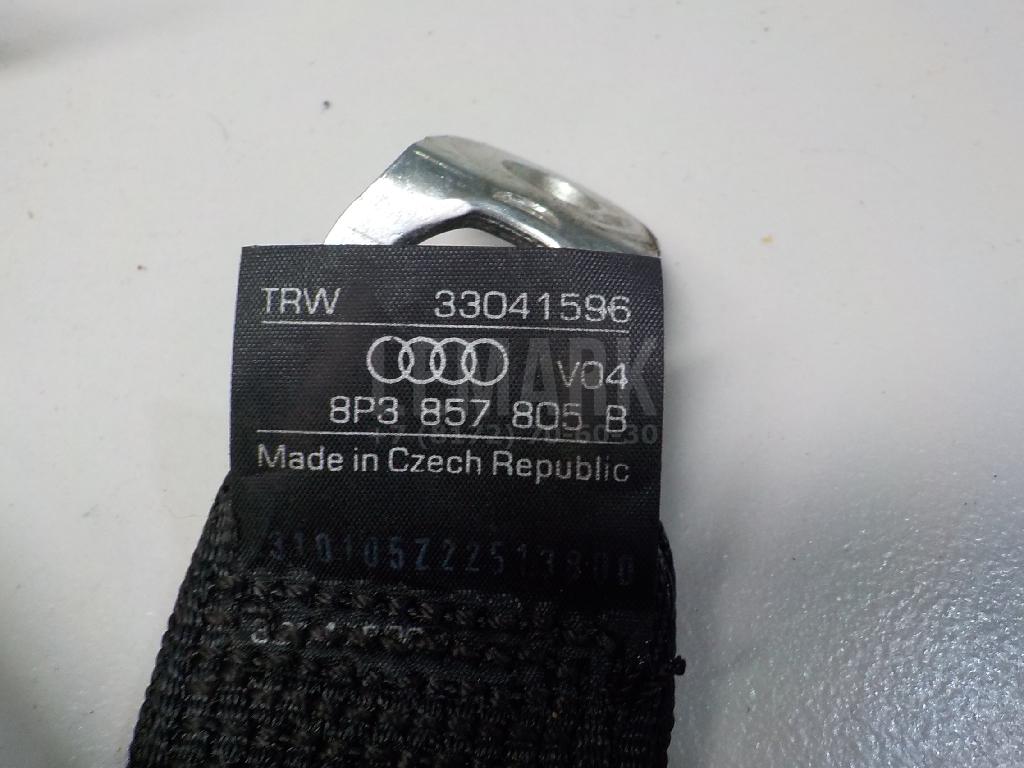 TRW 33041596
V04
8P3 857 805 B
Made in Czech Republic